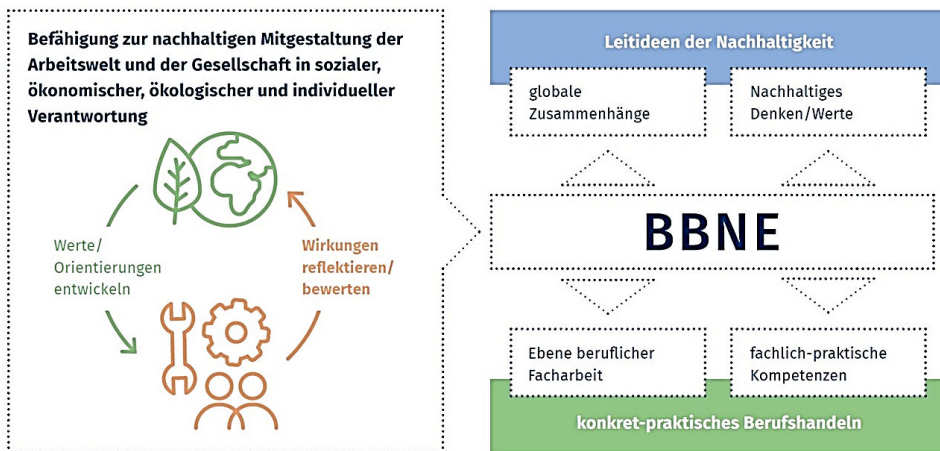 Befähigung zur nachhaltigen Mitgestaltung der
Arbeitswelt und der Gesellschaft in sozialer,
ökonomischer, ökologischer und individueller
Verantwortung
Werte/
Orientierungen
entwickeln
Wirkungen
reflektieren/
bewerten
Leitideen der Nachhaltigkeit
globale
Zusammenhänge
Nachhaltiges
Denken/Werte
BBNE
Ebene beruflicher
Facharbeit
fachlich-praktische
Kompetenzen
konkret-praktisches Berufshandeln